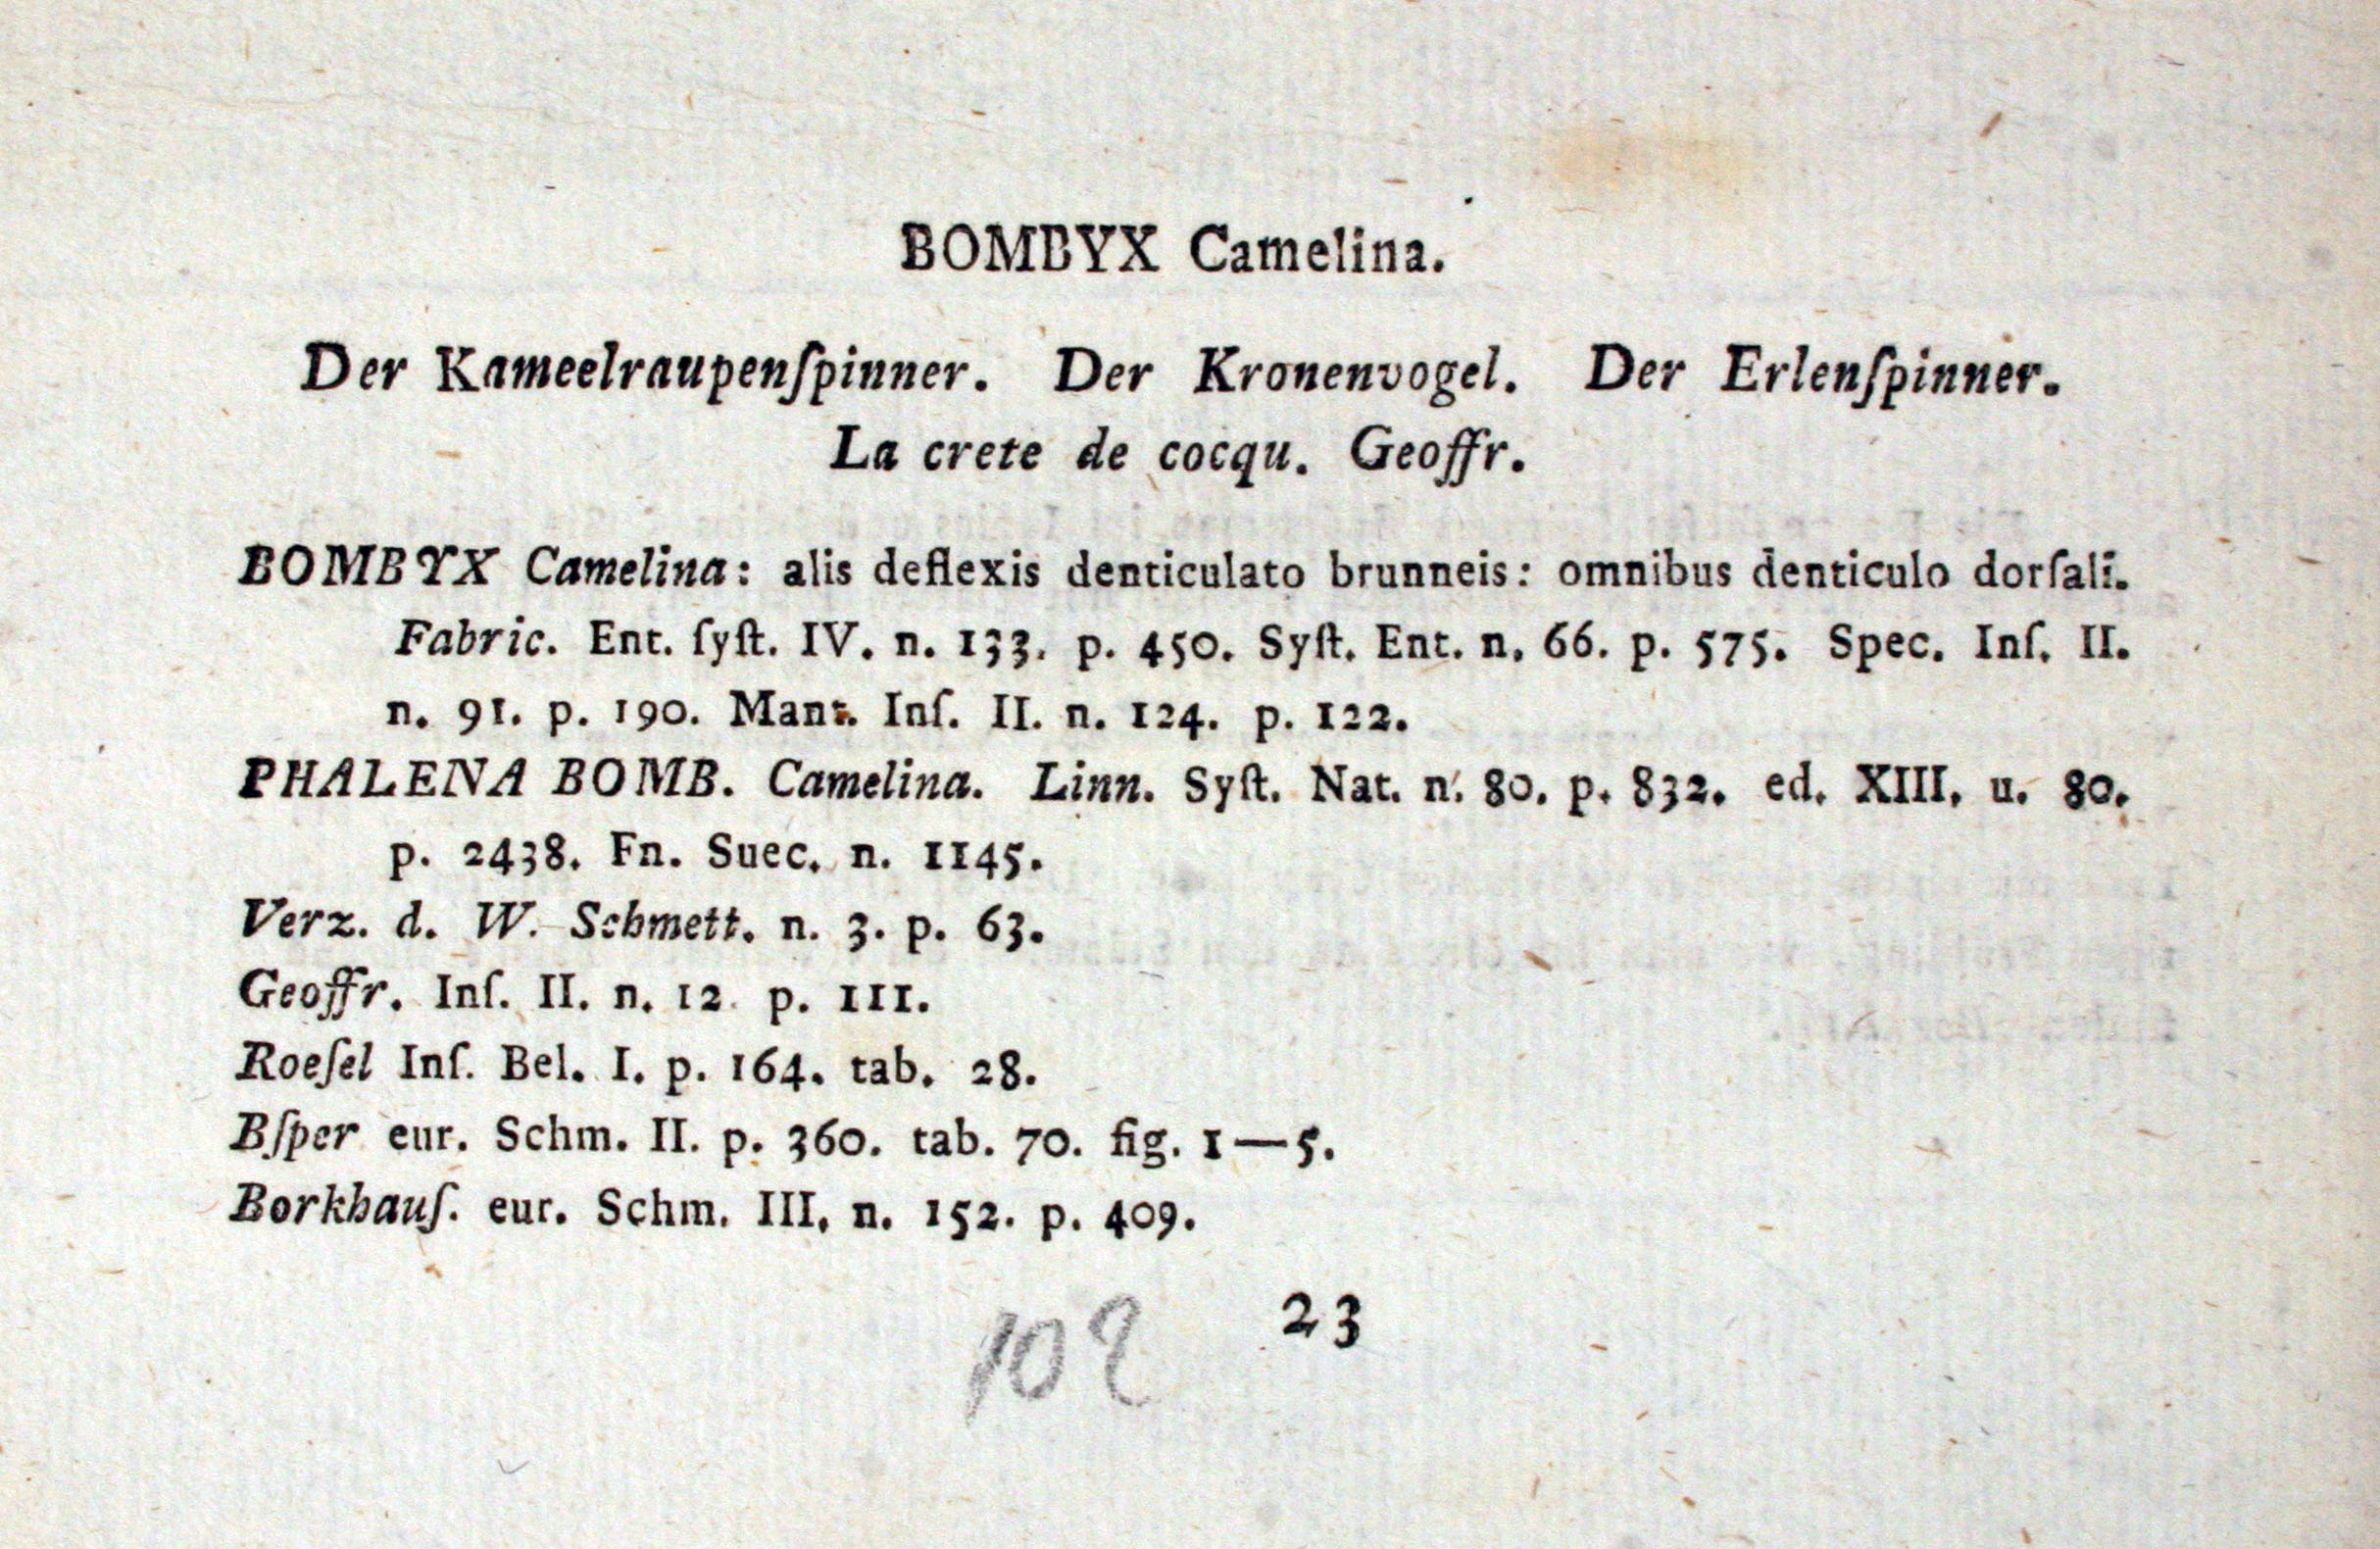 BOMBYX Camelina.
Der Kameelraupenſpinner. Der Kronenvogel. Der Erlenſpinner.
La crete de cocqu. Geoffr.
BOMBYX Camelina: alis deflexis denticulato brunneis: omnibus denticulo dorſali.
Fabric. Ent. ſyſt. IV. n. 133. p. 450. Syſt. Ent. n. 66. p. 575. Spec. Inſ. II.
n. 91. p. 190. Mant. Inſ. II. n. 124. p. 122.
PHALENA BOMB. Camelina. Linn. Syſt. Nat. n. 80. p. 832. ed. XIII. u. 80.
p. 2438. Fn. Suec. n. 1145.
Verz. d. W. Schmett. n. 3. p. 63.
Geoffr. Inſ. II. n. 12. p. 111.
Roeſel Inſ. Bel. I. p. 164. tab. 28.
Bſper eur. Schm. II. p. 360. tab. 70. fig. 1—5.
Borkhauſ. eur. Schm. III. n. 152. p. 409.
23
102